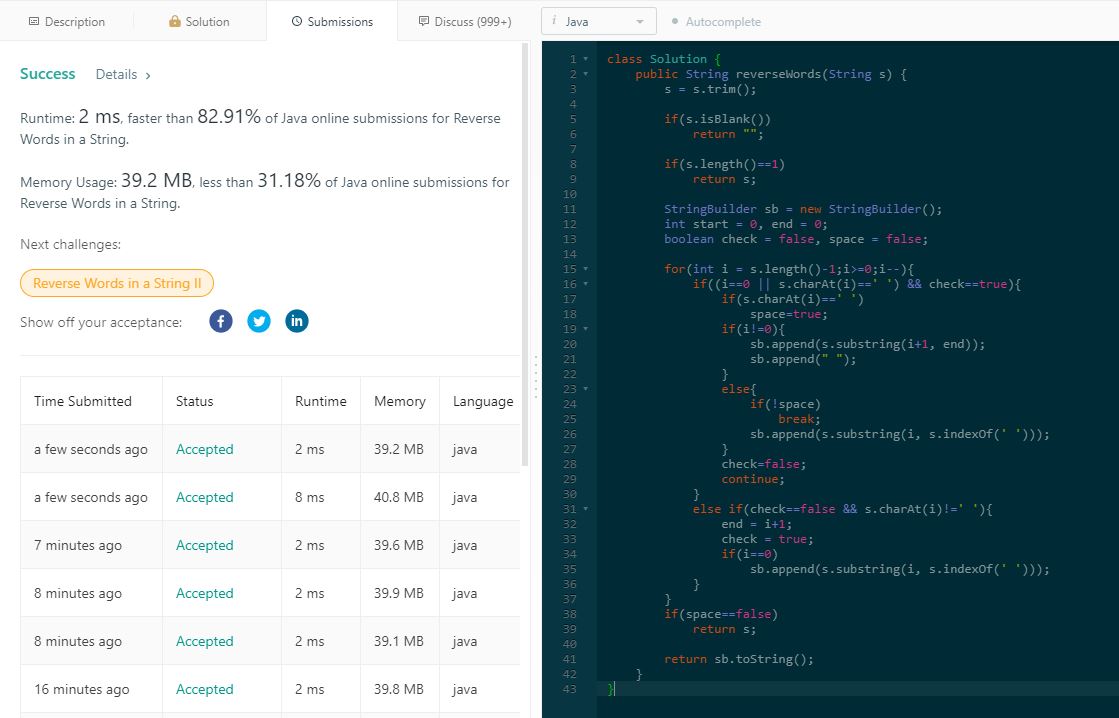 Description
Solution
Submissions
Discuss (999+)
i Java
Autocomplete
Success Details ›
Runtime: 2 ms, faster than 82.91% of Java online submissions for Reverse
Words in a String.
Memory Usage: 39.2 MB, less than 31.18% of Java online submissions for
Reverse Words in a String.
Next challenges:
Reverse Words in a String II
Show off your acceptance:
Time Submitted Status Runtime Memory Language
a few seconds ago Accepted 2 ms 39.2 MB java
a few seconds ago Accepted 8 ms 40.8 MB java
7 minutes ago Accepted 2 ms 39.6 MB java
8 minutes ago Accepted 2 ms 39.9 MB java
8 minutes ago Accepted 2 ms 39.1 MB java
16 minutes ago Accepted 2 ms 39.8 MB java
1 class Solution {
2 public String reverseWords(String s) {
3 s = s.trim();
4
5 if(s.isBlank())
6 return "";
7
8 if(s.length()==1)
9 return s;
10
11 StringBuilder sb = new StringBuilder();
12 int start = 0, end = 0;
13 boolean check = false, space = false;
14
15 for(int i = s.length()-1;i>=0;i--){
16 if((i==0 || s.charAt(i)==' ') && check==true){
17 if(s.charAt(i)==' ')
18 space=true;
19 if(i!=0){
20 sb.append(s.substring(i+1, end));
21 sb.append(" ");
22 }
23 else{
24 if(!space)
25 break;
26 sb.append(s.substring(i, s.indexOf(' ')));
27 }
28 check=false;
29 continue;
30 }
31 else if(check==false && s.charAt(i)!=' '){
32 end = i+1;
33 check = true;
34 if(i==0)
35 sb.append(s.substring(i, s.indexOf(' ')));
36 }
37 }
38 if(space==false)
39 return s;
40
41 return sb.toString();
42 }
43 }